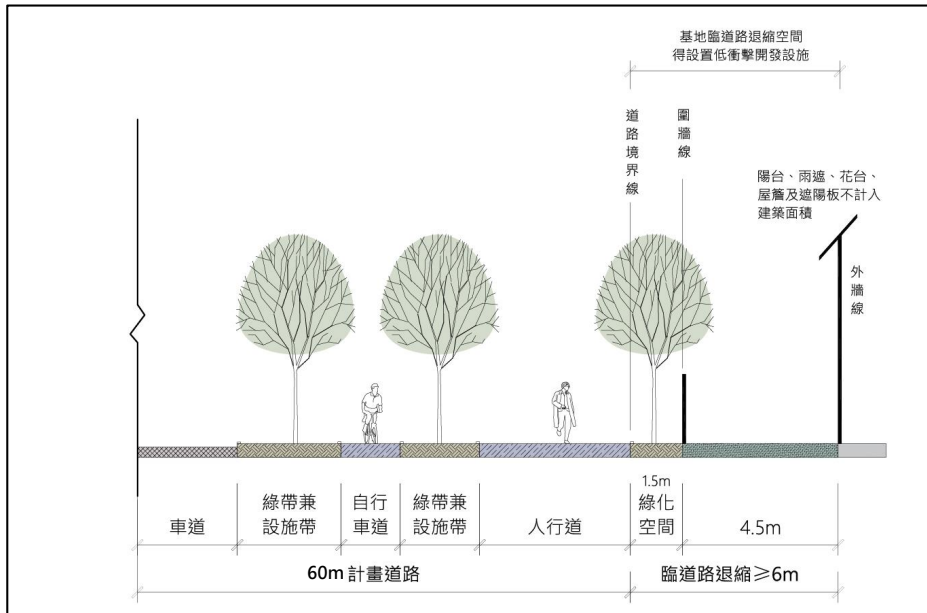 基地臨道路退縮空間
得設置低衝擊開發設施
道路境界線
圍牆線
陽台、雨遮、花台、
屋簷及遮陽板不計入
建築面積
外牆線
車道
綠帶兼
設施帶
自行
車道
綠帶兼
設施帶
人行道
1.5m
綠化
空間
4.5m
60m 計畫道路
臨道路退縮≥6m